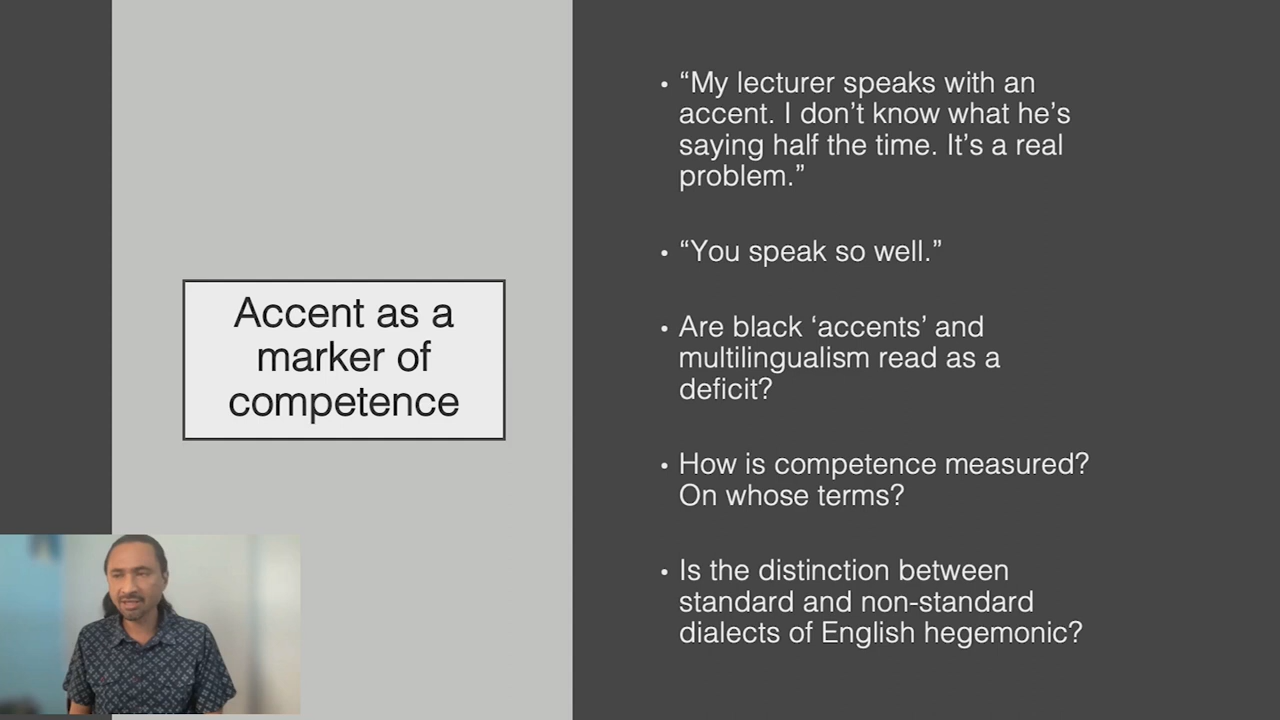 Accent as a
marker of
competence
• “My lecturer speaks with an
accent. I don’t know what he’s
saying half the time. It’s a real
problem.”
• “You speak so well.”
• Are black ‘accents’ and
multilingualism read as a
deficit?
• How is competence measured?
On whose terms?
• Is the distinction between
standard and non-standard
dialects of English hegemonic?